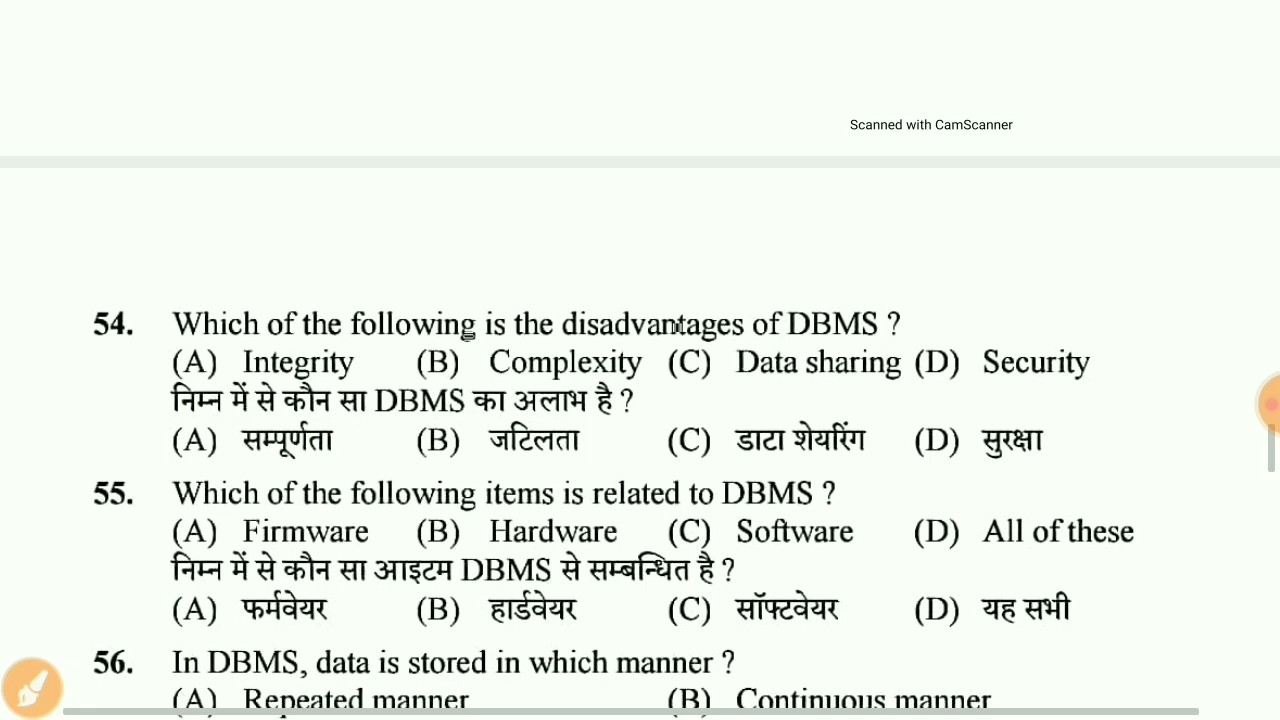 Scanned with CamScanner
54. Which of the following is the disadvantages of DBMS ?
(A) Integrity (B) Complexity (C) Data sharing (D) Security
निम्न में से कौन सा DBMS का अलाभ है ?
(A) सम्पूर्णता (B) जटिलता (C) डाटा शेयरिंग (D) सुरक्षा
55. Which of the following items is related to DBMS ?
(A) Firmware (B) Hardware (C) Software (D) All of these
निम्न में से कौन सा आइटम DBMS से सम्बन्धित है ?
(A) फर्मवेयर (B) हार्डवेयर (C) सॉफ्टवेयर (D) यह सभी
56. In DBMS, data is stored in which manner ?
(A) Repeated manner (B) Continuous manner